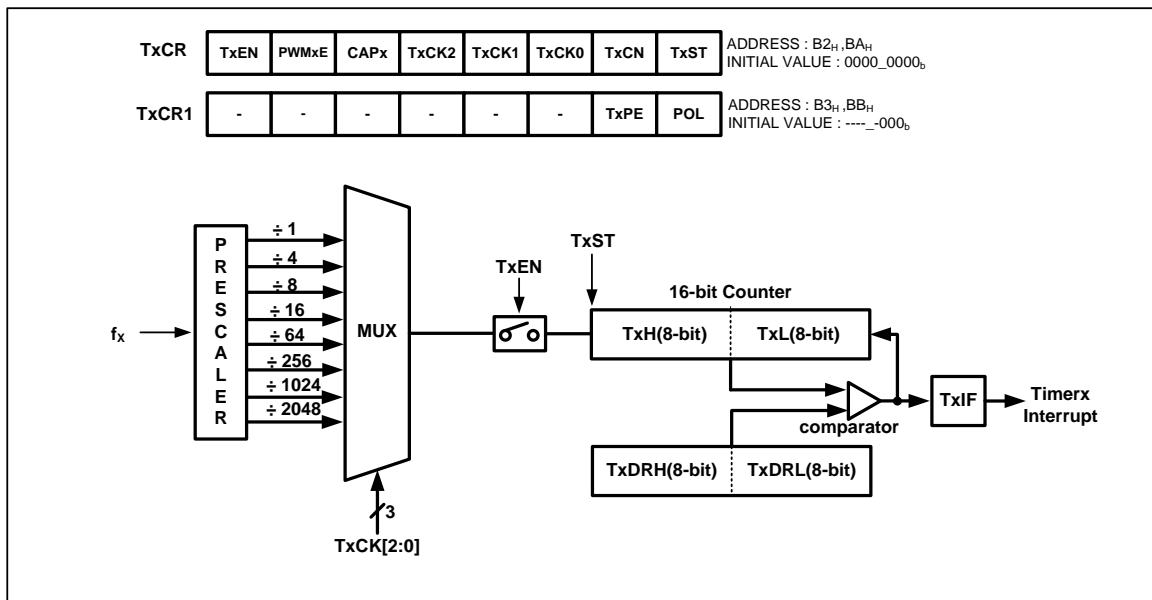 TxCR TxEN PWMxE CAPx TxCK2 TxCK1 TxCK0 TxCN TxST
ADDRESS : B2H ,BAH
INITIAL VALUE : 0000_0000b
TxCR1 - - - - - - TxPE POL
ADDRESS : B3H ,BBH
INITIAL VALUE : ----_-000b
fX
PRESCALER
÷ 1
÷ 4
÷ 8
÷ 16
÷ 64
÷ 256
÷ 1024
÷ 2048
MUX
3
TxCK[2:0]
TxEN
TxST
16-bit Counter
TxH(8-bit) TxL(8-bit)
comparator
TxDRH(8-bit) TxDRL(8-bit)
TxIF
Timerx
Interrupt